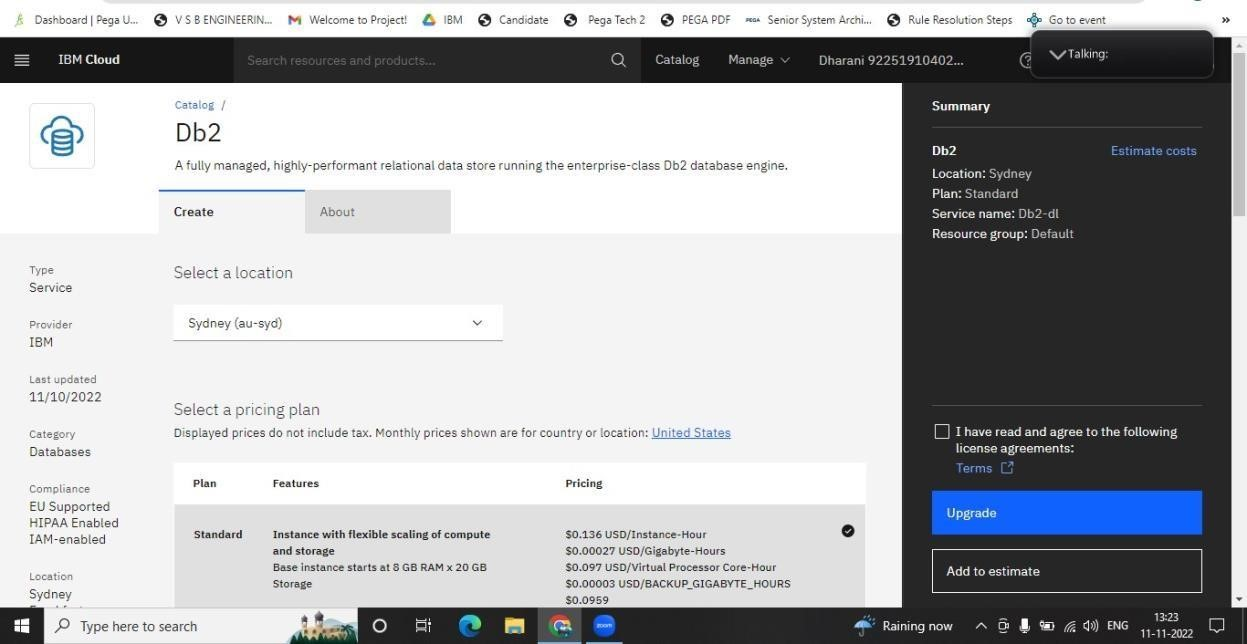 Dashboard | Pega U...
V S B ENGINEERIN...
Welcome to Project!
IBM
Candidate
Pega Tech 2
PEGA PDF
PEGA
Senior System Archi...
Rule Resolution Steps
Go to event
»
IBM Cloud
Search resources and products...
Catalog
Manage
Dharani 92251910402...
Talking:
Catalog /
Db2
A fully managed, highly-performant relational data store running the enterprise-class Db2 database engine.
Create
About
Type
Service
Provider
IBM
Last updated
11/10/2022
Category
Databases
Compliance
EU Supported
HIPAA Enabled
IAM-enabled
Location
Sydney
Select a location
Sydney (au-syd)
Select a pricing plan
Displayed prices do not include tax. Monthly prices shown are for country or location: United States
Plan Features Pricing
Standard
Instance with flexible scaling of compute
and storage
Base instance starts at 8 GB RAM x 20 GB
Storage
$0.136 USD/Instance-Hour
$0.00027 USD/Gigabyte-Hours
$0.097 USD/Virtual Processor Core-Hour
$0.00003 USD/BACKUP_GIGABYTE_HOURS
$0.0959
Summary
Db2 Estimate costs
Location: Sydney
Plan: Standard
Service name: Db2-dl
Resource group: Default
I have read and agree to the following
license agreements:
Terms
Upgrade
Add to estimate
Type here to search
zoom
Raining now
ENG
13:23
11-11-2022